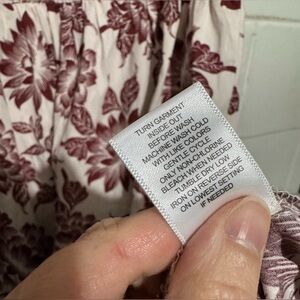 TURN GARMENT
INSIDE OUT
BEFORE WASH
MACHINE WASH COLD
WITH LIKE COLORS
GENTLE CYCLE
ONLY NON-CHLORINE
BLEACH WHEN NEEDED
TUMBLE DRY LOW
IRON ON REVERSE SIDE
ON LOWEST SETTING
IF NEEDED